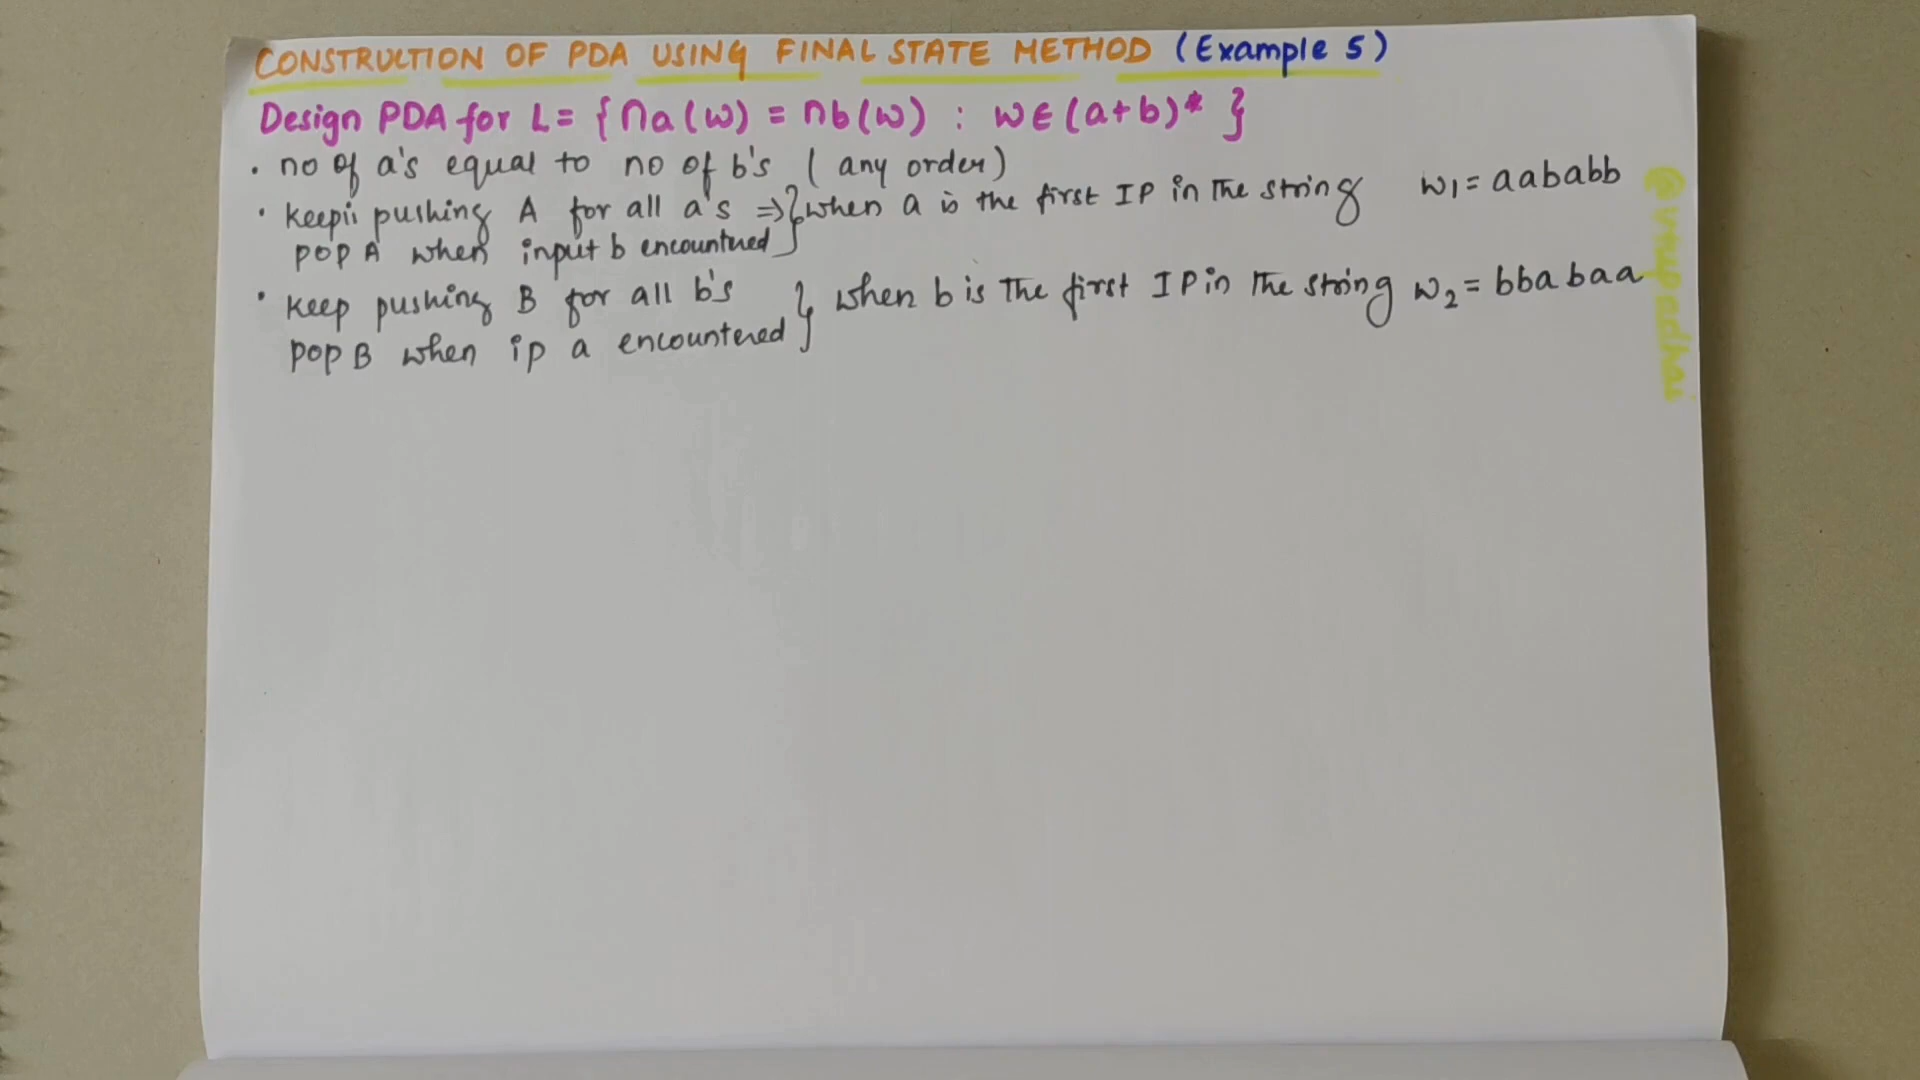 CONSTRUCTION OF PDA USING FINAL STATE METHOD (Example 5)
Design PDA for L = { na(w) = nb(w) : w ∈ (a+b)* }
• no of a's equal to no of b's (any order)
• keepii pushing A for all a's ⇒ } when a is the first IP in the string w1 = aababb
pop A when input b encountered
• keep pushing B for all b's } when b is the first IP in the string w2 = bbabaa
pop B when ip a encountered